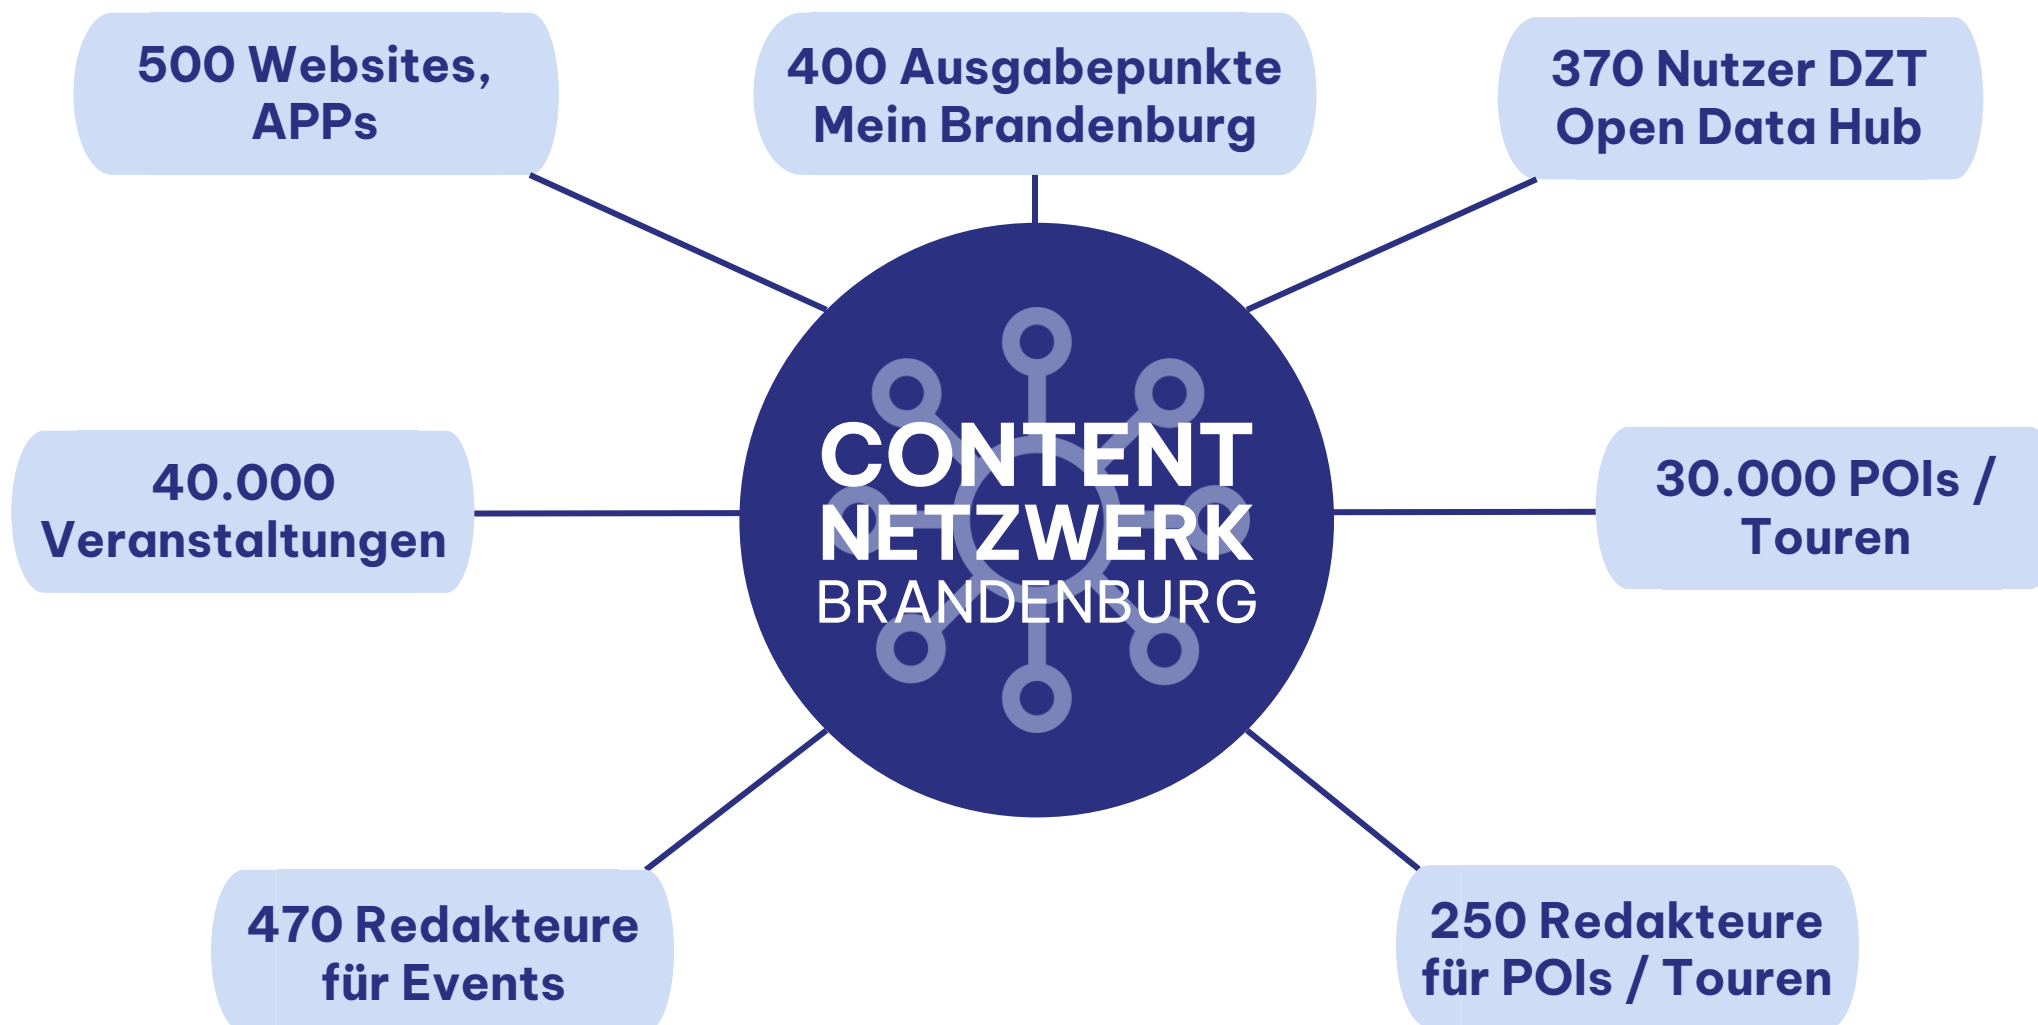 500 Websites,
APPs
400 Ausgabepunkte
Mein Brandenburg
370 Nutzer DZT
Open Data Hub
40.000
Veranstaltungen
CONTENT
NETZWERK
BRANDENBURG
30.000 POIs /
Touren
470 Redakteure
für Events
250 Redakteure
für POIs / Touren